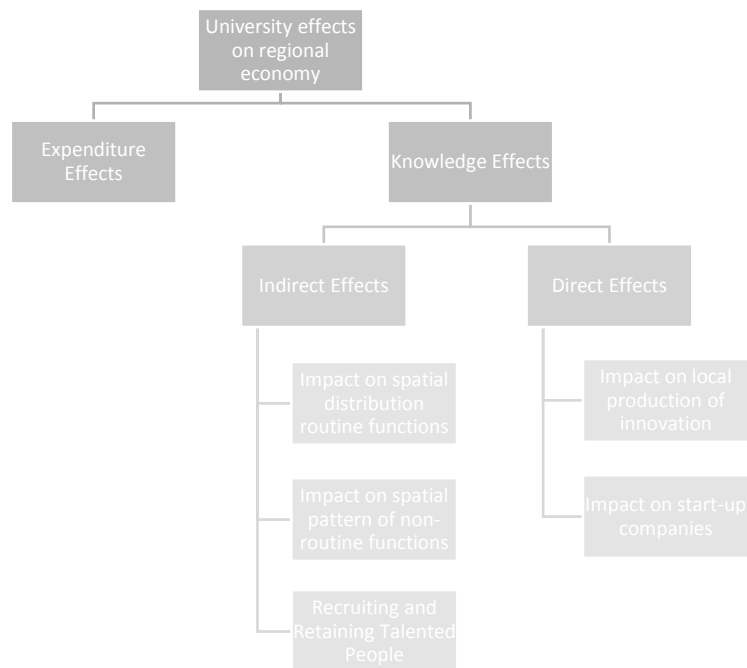 University effects
on regional
economy
Expenditure
Effects
Knowledge Effects
Indirect Effects
Direct Effects
Impact on spatial
distribution
routine functions
Impact on spatial
pattern of non-
routine functions
Recruiting and
Retaining Talented
People
Impact on local
production of
innovation
Impact on start-up
companies